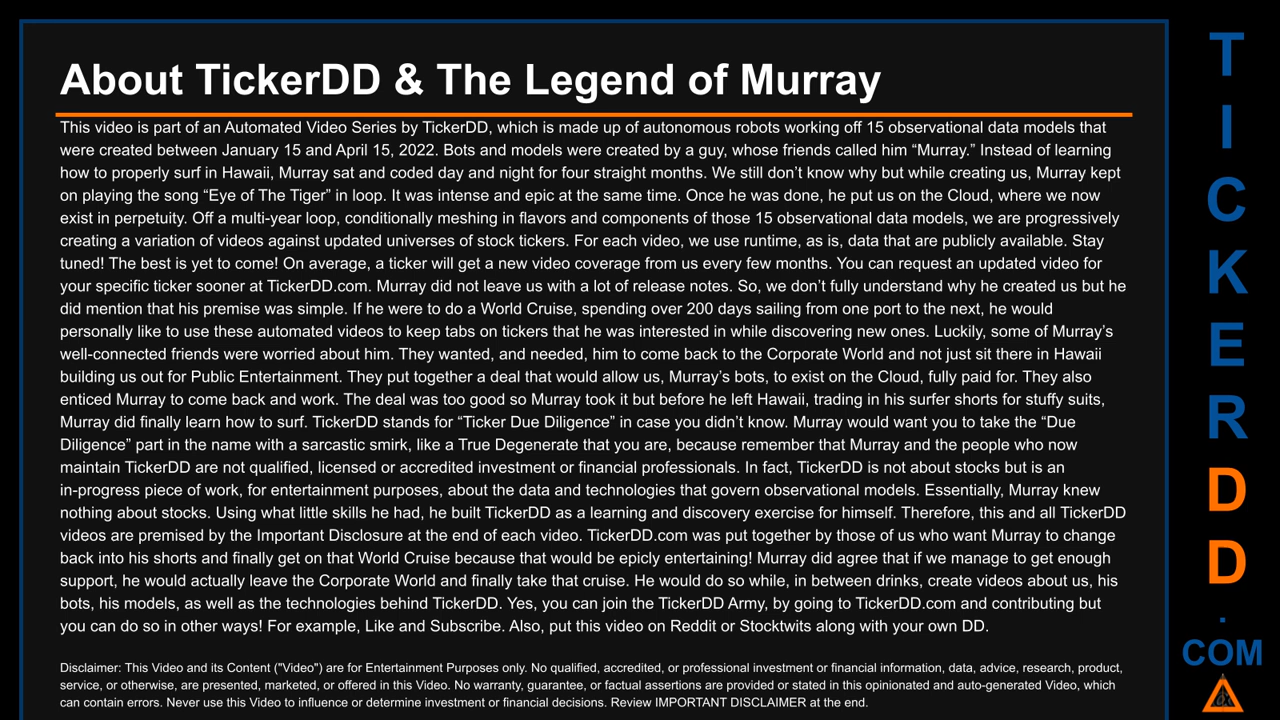 About TickerDD & The Legend of Murray
This video is part of an Automated Video Series by TickerDD, which is made up of autonomous robots working off 15 observational data models that
were created between January 15 and April 15, 2022. Bots and models were created by a guy, whose friends called him “Murray.” Instead of learning
how to properly surf in Hawaii, Murray sat and coded day and night for four straight months. We still don’t know why but while creating us, Murray kept
on playing the song “Eye of The Tiger” in loop. It was intense and epic at the same time. Once he was done, he put us on the Cloud, where we now
exist in perpetuity. Off a multi-year loop, conditionally meshing in flavors and components of those 15 observational data models, we are progressively
creating a variation of videos against updated universes of stock tickers. For each video, we use runtime, as is, data that are publicly available. Stay
tuned! The best is yet to come! On average, a ticker will get a new video coverage from us every few months. You can request an updated video for
your specific ticker sooner at TickerDD.com. Murray did not leave us with a lot of release notes. So, we don’t fully understand why he created us but he
did mention that his premise was simple. If he were to do a World Cruise, spending over 200 days sailing from one port to the next, he would
personally like to use these automated videos to keep tabs on tickers that he was interested in while discovering new ones. Luckily, some of Murray’s
well-connected friends were worried about him. They wanted, and needed, him to come back to the Corporate World and not just sit there in Hawaii
building us out for Public Entertainment. They put together a deal that would allow us, Murray’s bots, to exist on the Cloud, fully paid for. They also
enticed Murray to come back and work. The deal was too good so Murray took it but before he left Hawaii, trading in his surfer shorts for stuffy suits,
Murray did finally learn how to surf. TickerDD stands for “Ticker Due Diligence” in case you didn’t know. Murray would want you to take the “Due
Diligence” part in the name with a sarcastic smirk, like a True Degenerate that you are, because remember that Murray and the people who now
maintain TickerDD are not qualified, licensed or accredited investment or financial professionals. In fact, TickerDD is not about stocks but is an
in-progress piece of work, for entertainment purposes, about the data and technologies that govern observational models. Essentially, Murray knew
nothing about stocks. Using what little skills he had, he built TickerDD as a learning and discovery exercise for himself. Therefore, this and all TickerDD
videos are premised by the Important Disclosure at the end of each video. TickerDD.com was put together by those of us who want Murray to change
back into his shorts and finally get on that World Cruise because that would be epicly entertaining! Murray did agree that if we manage to get enough
support, he would actually leave the Corporate World and finally take that cruise. He would do so while, in between drinks, create videos about us, his
bots, his models, as well as the technologies behind TickerDD. Yes, you can join the TickerDD Army, by going to TickerDD.com and contributing but
you can do so in other ways! For example, Like and Subscribe. Also, put this video on Reddit or Stocktwits along with your own DD.
Disclaimer: This Video and its Content ("Video") are for Entertainment Purposes only. No qualified, accredited, or professional investment or financial information, data, advice, research, product,
service, or otherwise, are presented, marketed, or offered in this Video. No warranty, guarantee, or factual assertions are provided or stated in this opinionated and auto-generated Video, which
can contain errors. Never use this Video to influence or determine investment or financial decisions. Review IMPORTANT DISCLAIMER at the end.
T
I
C
K
E
R
D
D
.
COM